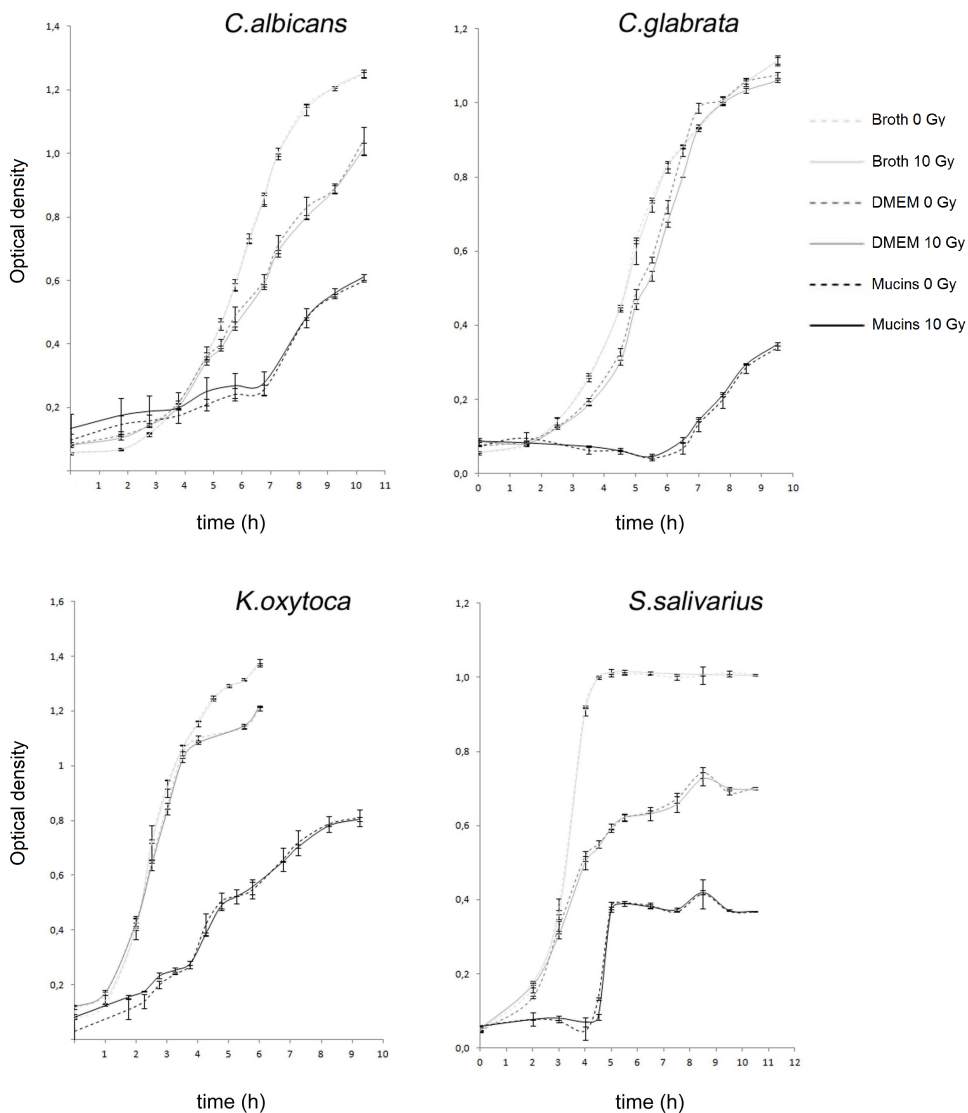 C.albicans
1,4
1,2
1,0
0,8
0,6
0,4
0,2
Optical density
1 2 3 4 5 6 7 8 9 10 11
time (h)
C.glabrata
1,2
1,0
0,8
0,6
0,4
0,2
0,0
0 1 2 3 4 5 6 7 8 9 10
time (h)
Broth 0 Gy
Broth 10 Gy
DMEM 0 Gy
DMEM 10 Gy
Mucins 0 Gy
Mucins 10 Gy
K.oxytoca
1,6
1,4
1,2
1
0,8
0,6
0,4
0,2
Optical density
1 2 3 4 5 6 7 8 9 10
time (h)
S.salivarius
1,2
1,0
0,8
0,6
0,4
0,2
0,0
0 1 2 3 4 5 6 7 8 9 10 11 12
time (h)